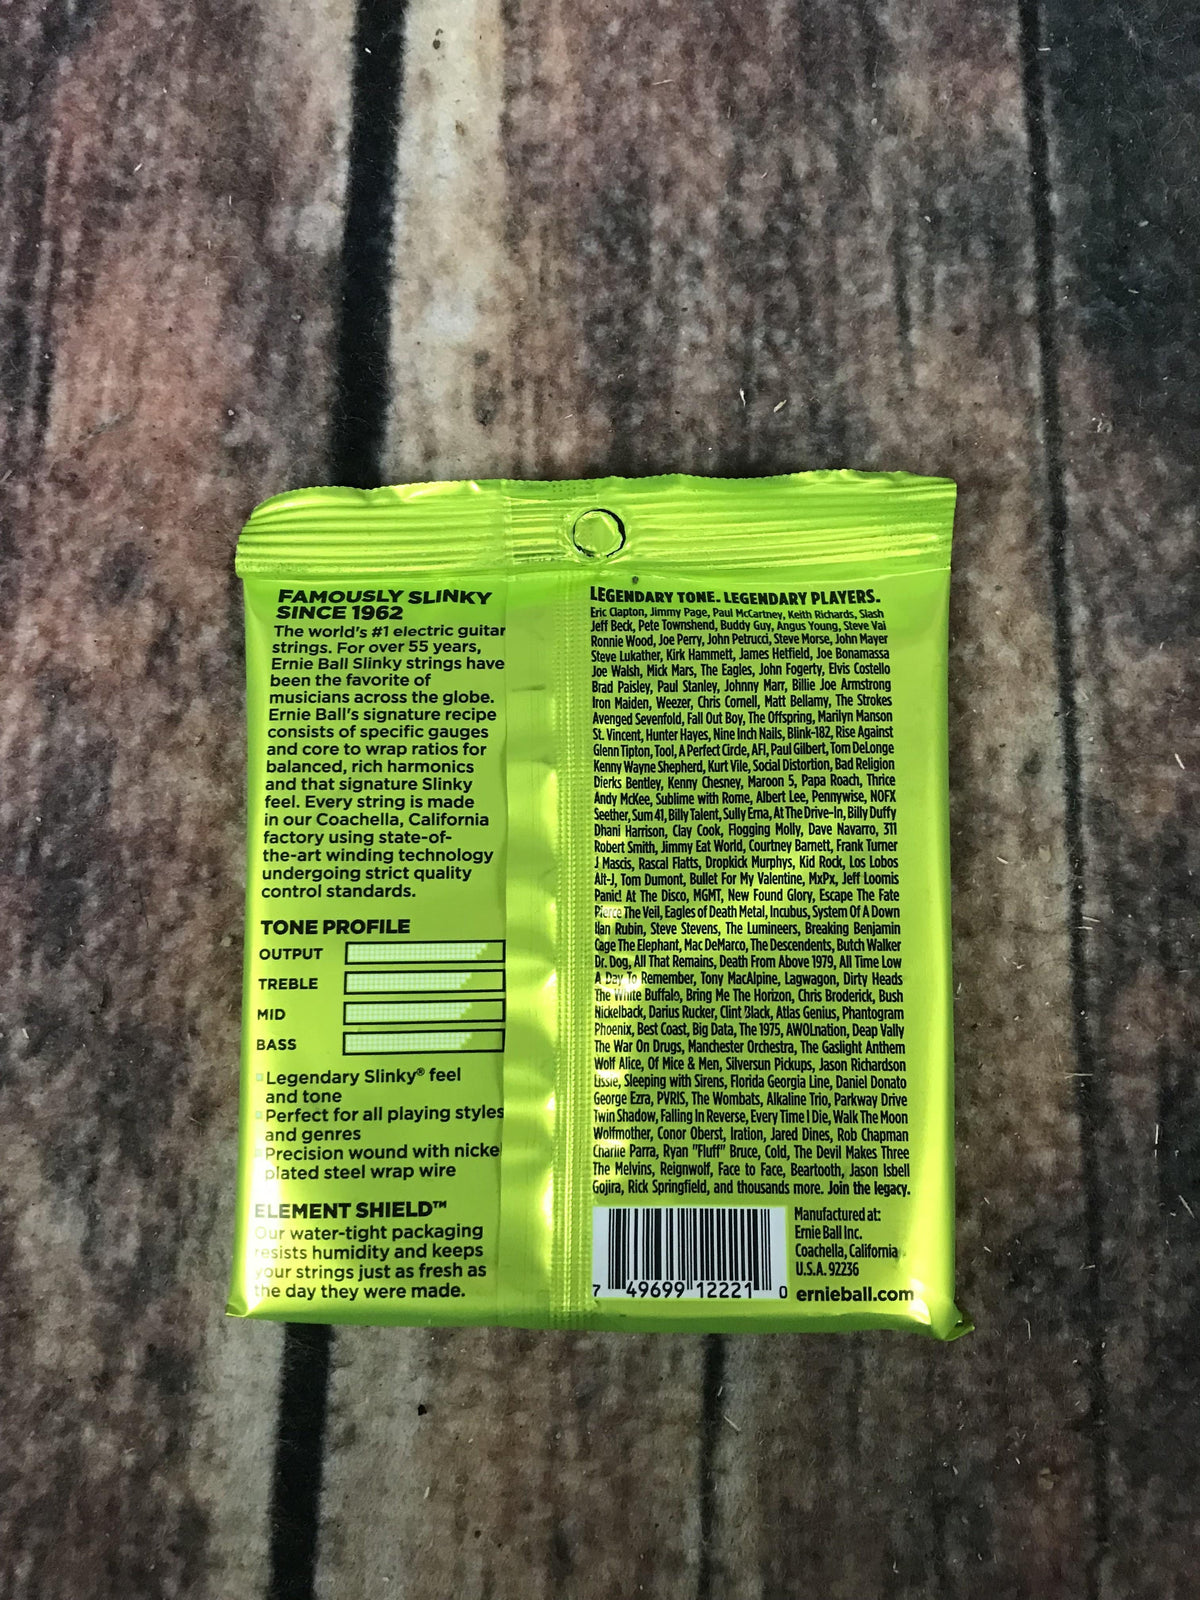 FAMOUSLY SLINKY
SINCE 1962
The world's #1 electric guitar
strings. For over 55 years,
Ernie Ball Slinky strings have
been the favorite of
musicians across the globe.
Ernie Ball's signature recipe
consists of specific gauges
and core to wrap ratios for
balanced, rich harmonics
and that signature Slinky
feel. Every string is made
in our Coachella, California
factory using state-of-
the-art winding technology
undergoing strict quality
control standards.
TONE PROFILE
OUTPUT
TREBLE
MID
BASS
Legendary Slinky® feel
and tone
Perfect for all playing styles
and genres
Precision wound with nicke
plated steel wrap wire
ELEMENT SHIELD™
Our water-tight packaging
resists humidity and keeps
your strings just as fresh as
the day they were made.
LEGENDARY TONE. LEGENDARY PLAYERS.
Eric Clapton, Jimmy Page, Paul McCartney, Keith Richards, Slash
Jeff Beck, Pete Townshend, Buddy Guy, Angus Young, Steve Vai
Ronnie Wood, Joe Perry, John Petrucci, Steve Morse, John Mayer
Steve Lukather, Kirk Hammett, James Hetfield, Joe Bonamassa
Joe Walsh, Mick Mars, The Eagles, John Fogerty, Elvis Costello
Brad Paisley, Paul Stanley, Johnny Marr, Billie Joe Armstrong
Iron Maiden, Weezer, Chris Cornell, Matt Bellamy, The Strokes
Avenged Sevenfold, Fall Out Boy, The Offspring, Marilyn Manson
St. Vincent, Hunter Hayes, Nine Inch Nails, Blink-182, Rise Against
Glenn Tipton, Tool, A Perfect Circle, AFI, Paul Gilbert, Tom DeLonge
Kenny Wayne Shepherd, Kurt Vile, Social Distortion, Bad Religion
Dierks Bentley, Kenny Chesney, Maroon 5, Papa Roach, Thrice
Andy McKee, Sublime with Rome, Albert Lee, Pennywise, NOFX
Seether, Sum 41, Billy Talent, Sully Erna, At The Drive-In, Billy Duffy
Dhani Harrison, Clay Cook, Flogging Molly, Dave Navarro, 311
Robert Smith, Jimmy Eat World, Courtney Barnett, Frank Turner
J Mascis, Rascal Flatts, Dropkick Murphys, Kid Rock, Los Lobos
Alt-J, Tom Dumont, Bullet For My Valentine, MxPx, Jeff Loomis
Panic! At The Disco, MGMT, New Found Glory, Escape The Fate
Pierce The Veil, Eagles of Death Metal, Incubus, System Of A Down
Ilan Rubin, Steve Stevens, The Lumineers, Breaking Benjamin
Cage The Elephant, Mac DeMarco, The Descendents, Butch Walker
Dr. Dog, All That Remains, Death From Above 1979, All Time Low
A Day To Remember, Tony MacAlpine, Lagwagon, Dirty Heads
The White Buffalo, Bring Me The Horizon, Chris Broderick, Bush
Nickelback, Darius Rucker, Clint Black, Atlas Genius, Phantogram
Phoenix, Best Coast, Big Data, The 1975, AWOLnation, Deap Vally
The War On Drugs, Manchester Orchestra, The Gaslight Anthem
Wolf Alice, Of Mice & Men, Silversun Pickups, Jason Richardson
Lissie, Sleeping with Sirens, Florida Georgia Line, Daniel Donato
George Ezra, PVRIS, The Wombats, Alkaline Trio, Parkway Drive
Twin Shadow, Falling In Reverse, Every Time I Die, Walk The Moon
Wolfmother, Conor Oberst, Iration, Jared Dines, Rob Chapman
Charlie Parra, Ryan "Fluff" Bruce, Cold, The Devil Makes Three
The Melvins, Reignwolf, Face to Face, Beartooth, Jason Isbell
Gojira, Rick Springfield, and thousands more. Join the legacy.
Manufactured at:
Ernie Ball Inc.
Coachella, California
U.S.A. 92236
7 49699 12221 0
ernieball.com